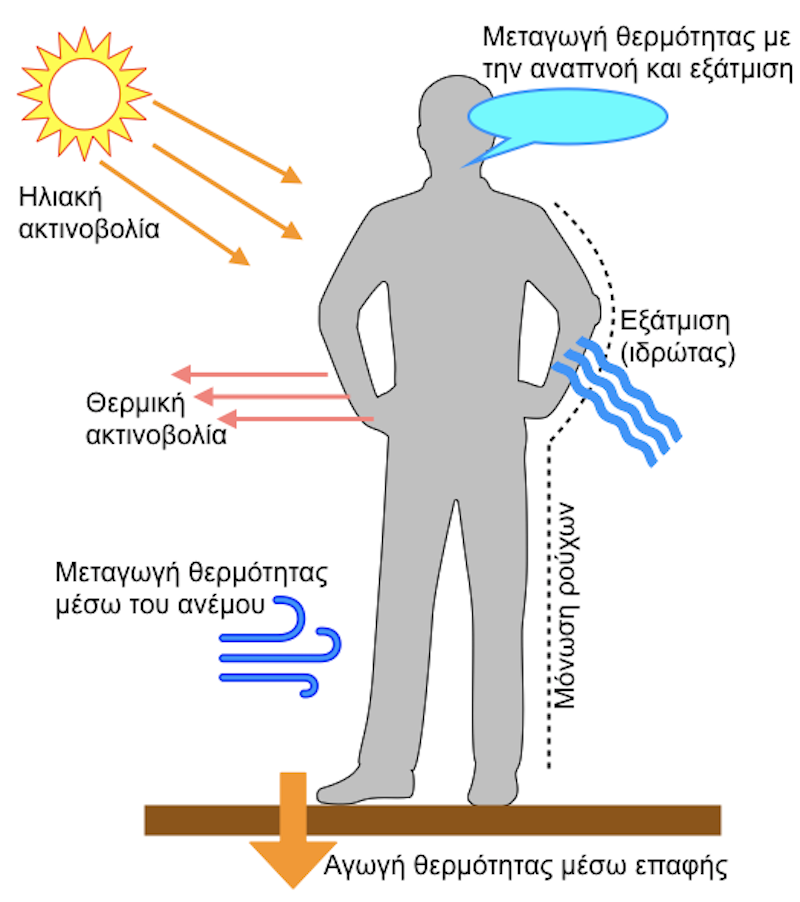 Μεταγωγή θερμότητας με
την αναπνοή και εξάτμιση
Ηλιακή
ακτινοβολία
Εξάτμιση
(ιδρώτας)
Θερμική
ακτινοβολία
Μόνωση ρούχων
Μεταγωγή θερμότητας
μέσω του ανέμου
Αγωγή θερμότητας μέσω επαφής